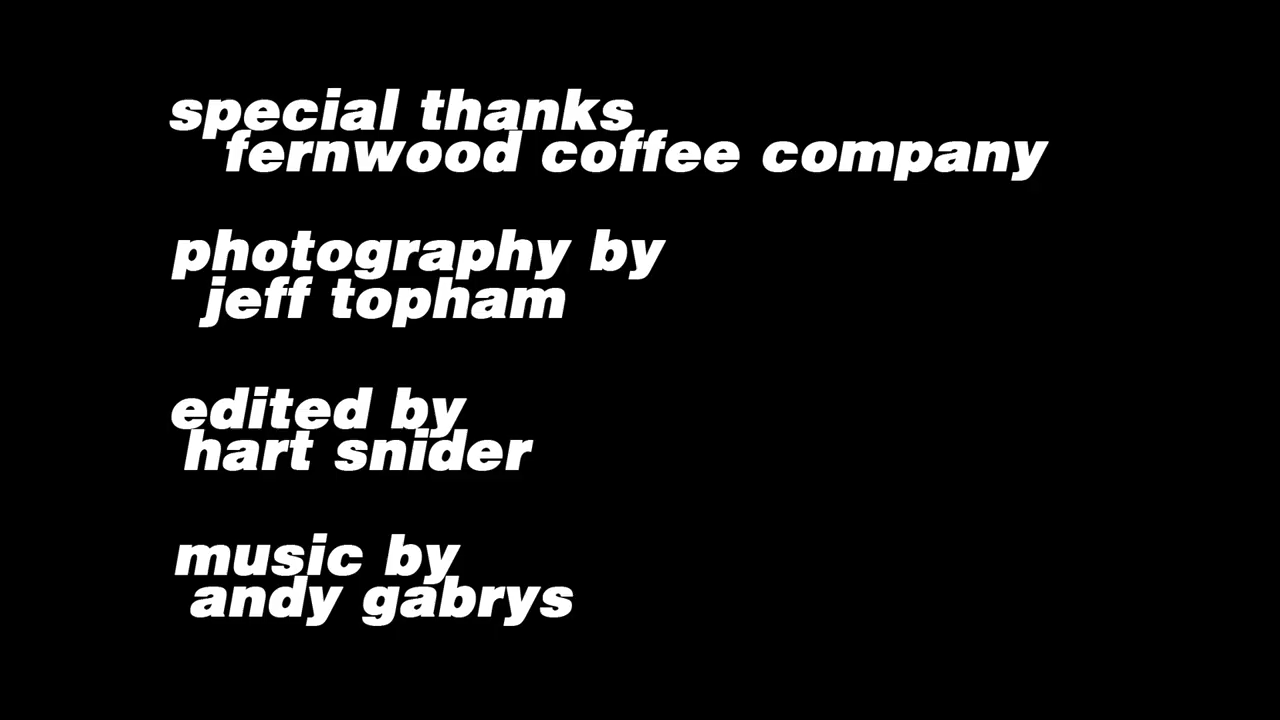 special thanks
fernwood coffee company
photography by
jeff topham
edited by
hart snider
music by
andy gabrys